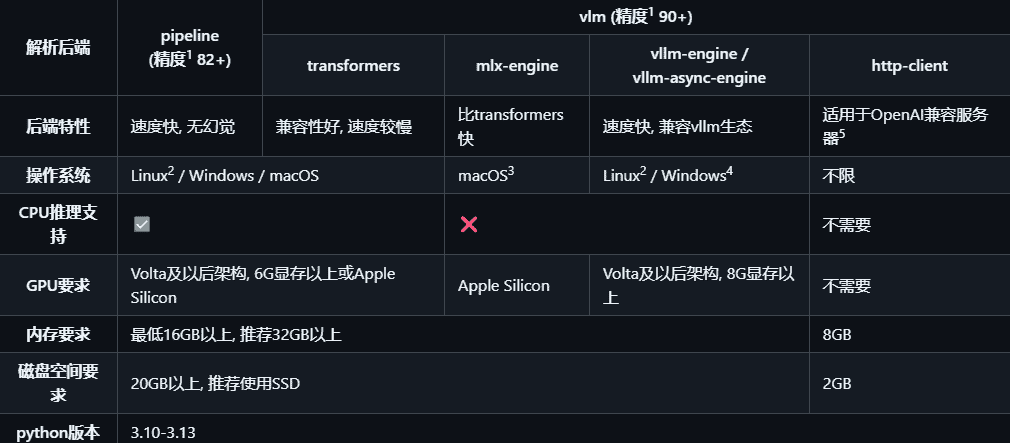 解析后端
pipeline
(精度1 82+)
vlm (精度1 90+)
transformers
mlx-engine
vllm-engine /
vllm-async-engine
http-client
后端特性
速度快, 无幻觉
兼容性好, 速度较慢
比transformers
快
速度快, 兼容vllm生态
适用于OpenAI兼容服务
器5
操作系统
Linux2 / Windows / macOS
macOS3
Linux2 / Windows4
不限
CPU推理支
持
不需要
GPU要求
Volta及以后架构, 6G显存以上或Apple
Silicon
Apple Silicon
Volta及以后架构, 8G显存以
上
不需要
内存要求
最低16GB以上, 推荐32GB以上
8GB
磁盘空间要
求
20GB以上, 推荐使用SSD
2GB
python版本
3.10-3.13